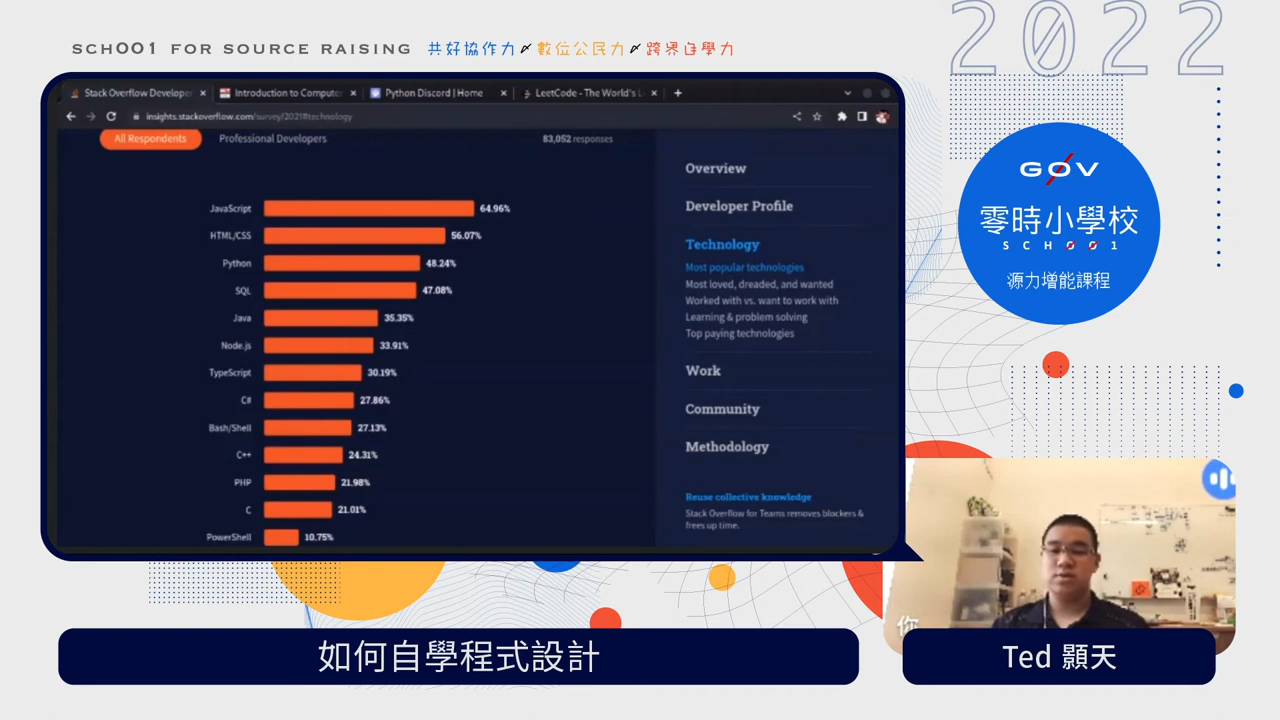 SCH001 FOR SOURCE RAISING 共好協作力 數位公民力 跨界自學力
2022
Stack Overflow Developer
Introduction to Compute
Python Discord | Home
LeetCode - The World's L
insights.stackoverflow.com/survey/2021#technology
All Respondents
Professional Developers
83,052 responses
JavaScript 64.96%
HTML/CSS 56.07%
Python 48.24%
SQL 47.08%
Java 35.35%
Node.js 33.91%
TypeScript 30.19%
C# 27.86%
Bash/Shell 27.13%
C++ 24.31%
PHP 21.98%
C 21.01%
PowerShell 10.75%
Overview
Developer Profile
Technology
Most popular technologies
Most loved, dreaded, and wanted
Worked with vs. want to work with
Learning & problem solving
Top paying technologies
Work
Community
Methodology
Reuse collective knowledge
Stack Overflow for Teams removes blockers &
frees up time.
G0V
零時小學校
SCH001
源力增能課程
你
如何自學程式設計
Ted 顥天